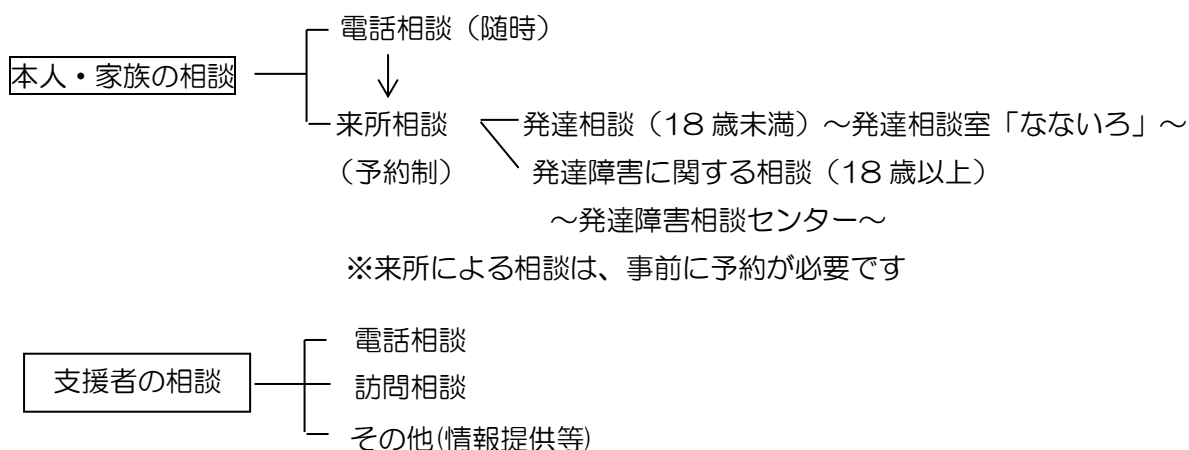 電話相談（随時）
本人・家族の相談
来所相談 発達相談（18歳未満）～発達相談室「なないろ」～
（予約制） 発達障害に関する相談（18歳以上）
～発達障害相談センター～
※来所による相談は、事前に予約が必要です
電話相談
支援者の相談
訪問相談
その他(情報提供等)